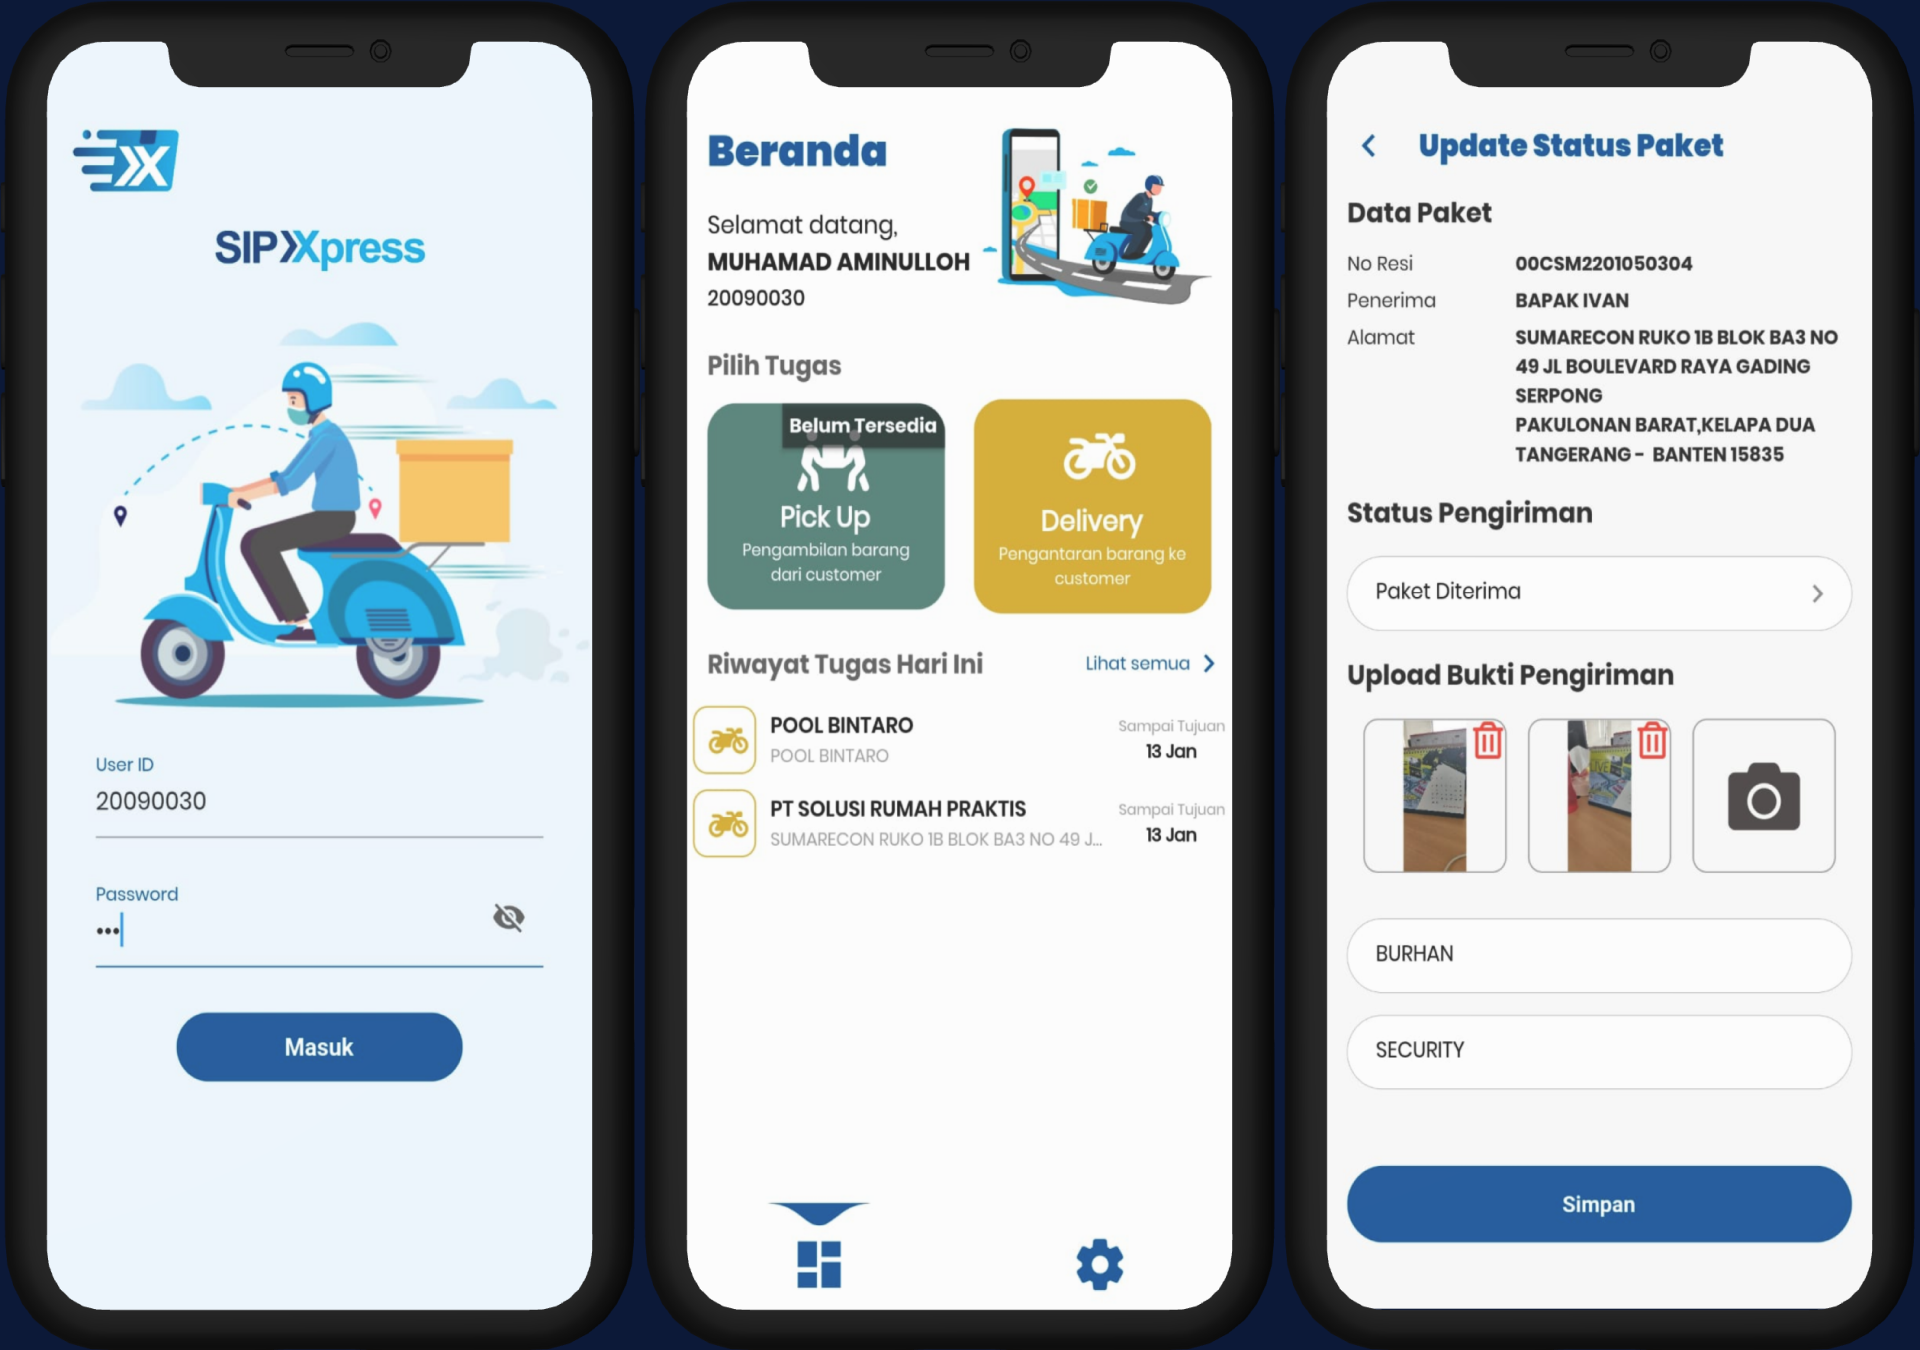 SIPXpress
User ID
20090030
Password
•••
Masuk
Beranda
Selamat datang,
MUHAMAD AMINULLOH
20090030
Pilih Tugas
Belum Tersedia
Pick Up
Pengambilan barang
dari customer
Delivery
Pengantaran barang ke
customer
Riwayat Tugas Hari Ini
Lihat semua
POOL BINTARO
POOL BINTARO
Sampai Tujuan
13 Jan
PT SOLUSI RUMAH PRAKTIS
SUMARECON RUKO 1B BLOK BA3 NO 49 J...
Sampai Tujuan
13 Jan
Update Status Paket
Data Paket
No Resi 00CSM2201050304
Penerima BAPAK IVAN
Alamat SUMARECON RUKO 1B BLOK BA3 NO
49 JL BOULEVARD RAYA GADING
SERPONG
PAKULONAN BARAT,KELAPA DUA
TANGERANG - BANTEN 15835
Status Pengiriman
Paket Diterima
Upload Bukti Pengiriman
BURHAN
SECURITY
Simpan